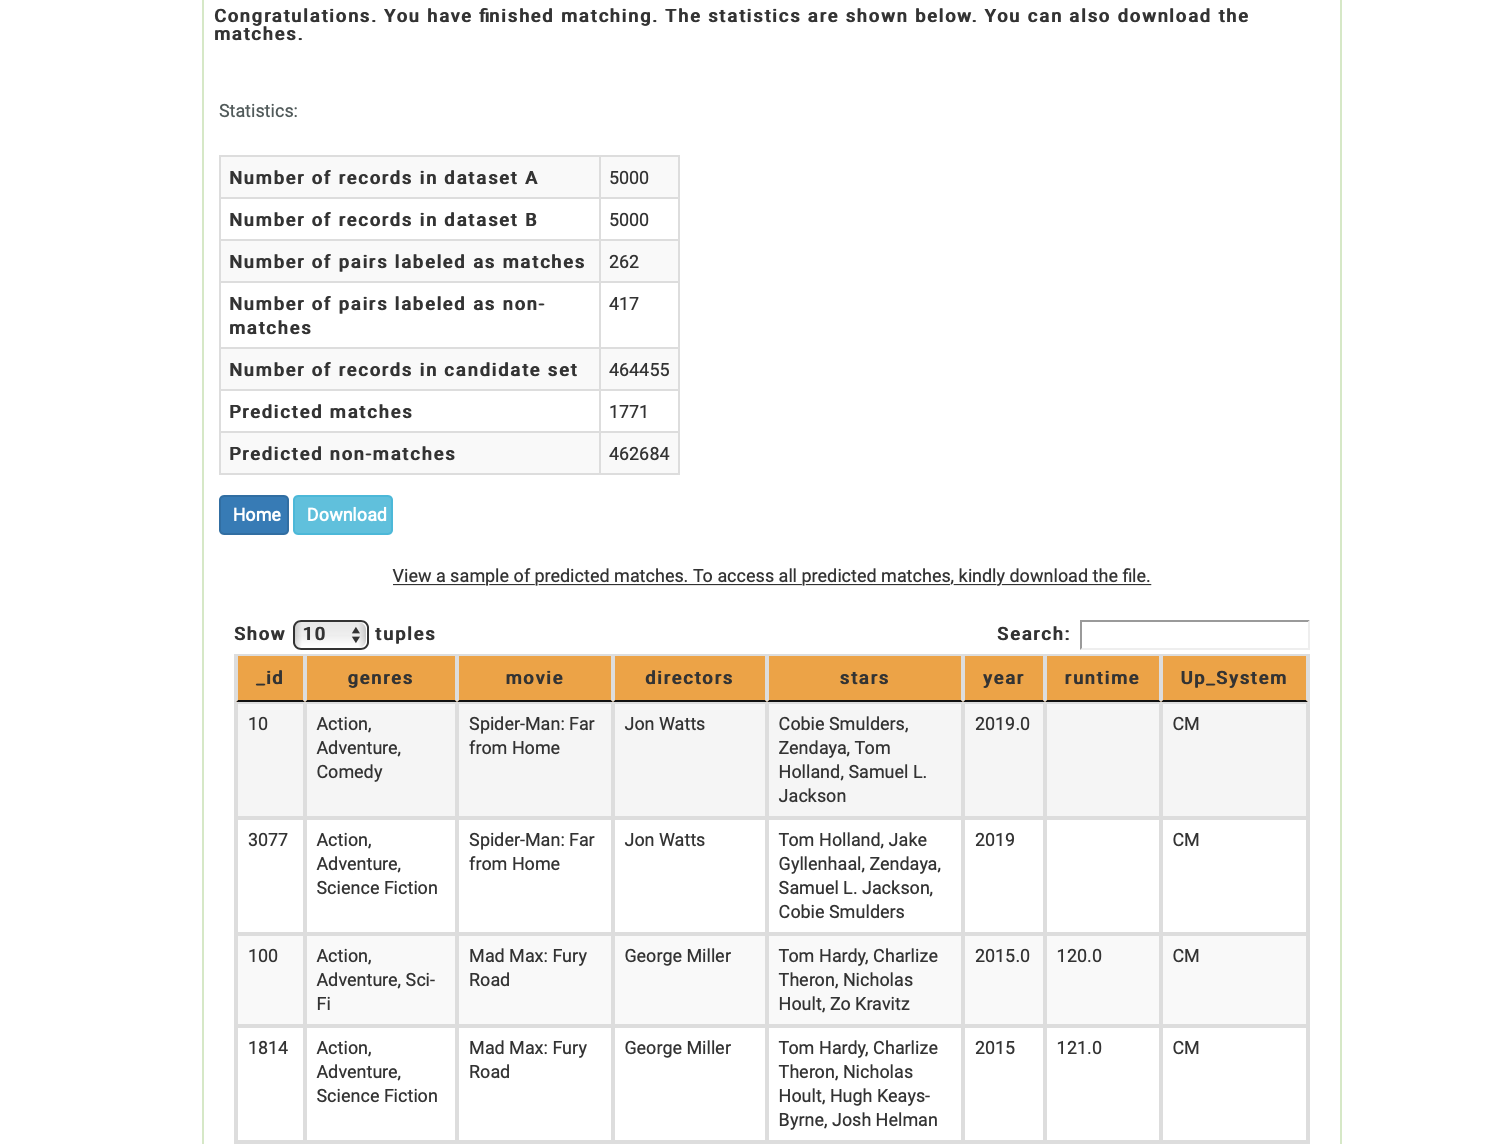 Congratulations. You have finished matching. The statistics are shown below. You can also download the
matches.
Statistics:
Number of records in dataset A 5000
Number of records in dataset B 5000
Number of pairs labeled as matches 262
Number of pairs labeled as non- 417
matches
Number of records in candidate set 464455
Predicted matches 1771
Predicted non-matches 462684
Home Download
View a sample of predicted matches. To access all predicted matches, kindly download the file.
Show 10 tuples Search:
_id genres movie directors stars year runtime Up_System
10 Action, Spider-Man: Far Jon Watts Cobie Smulders, 2019.0 CM
Adventure, from Home Zendaya, Tom
Comedy Holland, Samuel L.
Jackson
3077 Action, Spider-Man: Far Jon Watts Tom Holland, Jake 2019 CM
Adventure, from Home Gyllenhaal, Zendaya,
Science Fiction Samuel L. Jackson,
Cobie Smulders
100 Action, Mad Max: Fury George Miller Tom Hardy, Charlize 2015.0 120.0 CM
Adventure, Sci- Road Theron, Nicholas
Fi Hoult, Zo Kravitz
1814 Action, Mad Max: Fury George Miller Tom Hardy, Charlize 2015 121.0 CM
Adventure, Road Theron, Nicholas
Science Fiction Hoult, Hugh Keays-
Byrne, Josh Helman